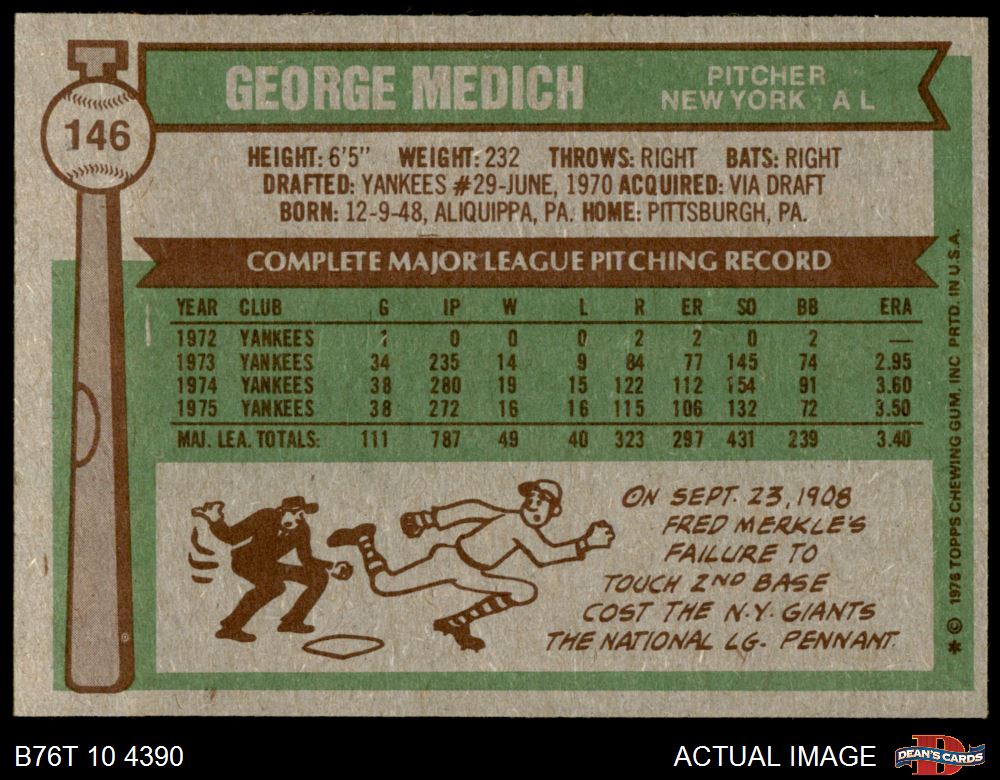 146
GEORGE MEDICH
PITCHER
NEW YORK A L
HEIGHT: 6'5" WEIGHT: 232 THROWS: RIGHT BATS: RIGHT
DRAFTED: YANKEES #29-JUNE, 1970 ACQUIRED: VIA DRAFT
BORN: 12-9-48, ALIQUIPPA, PA. HOME: PITTSBURGH, PA.
COMPLETE MAJOR LEAGUE PITCHING RECORD
YEAR CLUB G IP W L R ER SO BB ERA
1972 YANKEES 1 0 0 0 2 2 0 2 —
1973 YANKEES 34 235 14 9 84 77 145 74 2.95
1974 YANKEES 38 280 19 15 122 112 154 91 3.60
1975 YANKEES 38 272 16 16 115 106 132 72 3.50
MAJ. LEA. TOTALS: 111 787 49 40 323 297 431 239 3.40
ON SEPT. 23, 1908
FRED MERKLE'S
FAILURE TO
TOUCH 2ND BASE
COST THE N.Y. GIANTS
THE NATIONAL LG. PENNANT.
* © 1976 TOPPS CHEWING GUM, INC PRTD. IN U.S.A.
®
B76T 10 4390
ACTUAL IMAGE
D
DEAN'S CARDS